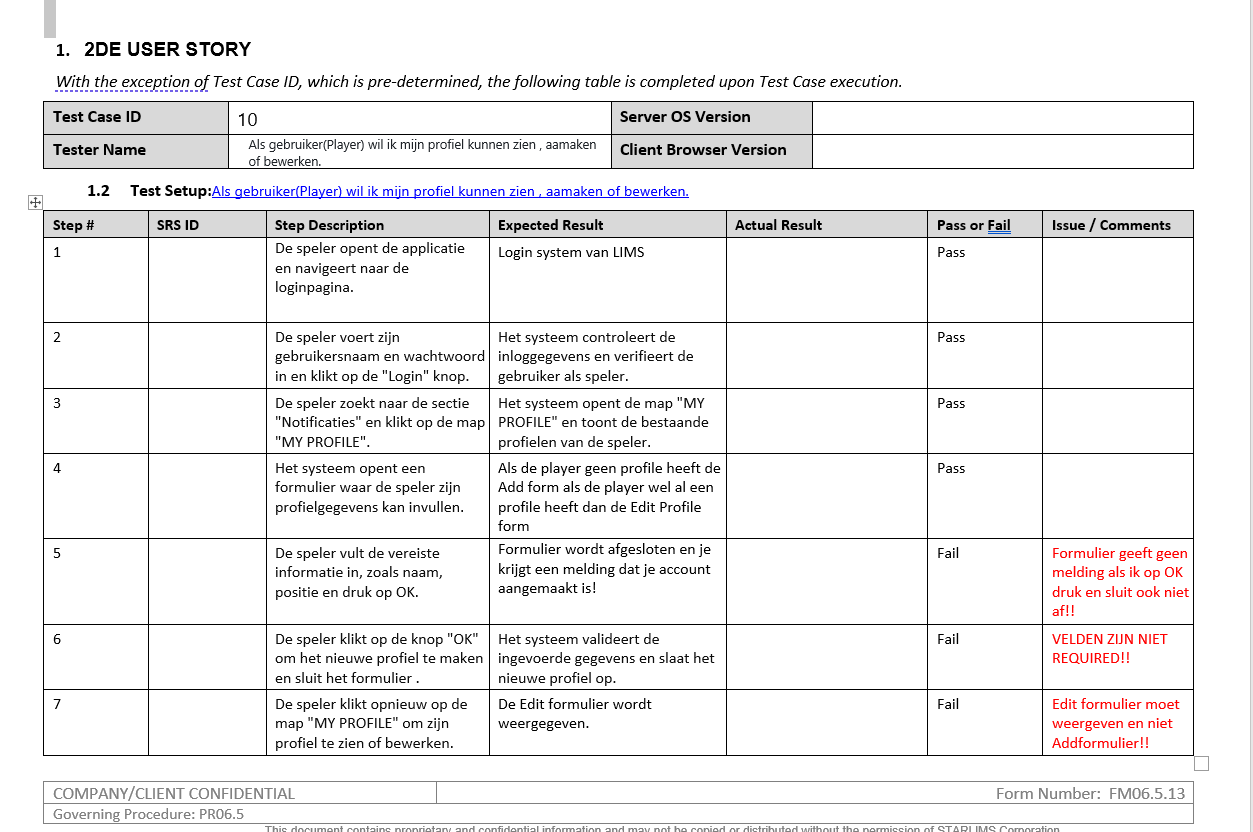 1. 2DE USER STORY
With the exception of Test Case ID, which is pre-determined, the following table is completed upon Test Case execution.
Test Case ID
10
Server OS Version
Tester Name
Als gebruiker(Player) wil ik mijn profiel kunnen zien , aamaken
of bewerken.
Client Browser Version
1.2 Test Setup:Als gebruiker(Player) wil ik mijn profiel kunnen zien , aamaken of bewerken.
Step # SRS ID Step Description Expected Result Actual Result Pass or Fail Issue / Comments
1
De speler opent de applicatie
en navigeert naar de
loginpagina.
Login system van LIMS
Pass
2
De speler voert zijn
gebruikersnaam en wachtwoord
in en klikt op de "Login" knop.
Het systeem controleert de
inloggegevens en verifieert de
gebruiker als speler.
Pass
3
De speler zoekt naar de sectie
"Notificaties" en klikt op de map
"MY PROFILE".
Het systeem opent de map "MY
PROFILE" en toont de bestaande
profielen van de speler.
Pass
4
Het systeem opent een
formulier waar de speler zijn
profielgegevens kan invullen.
Als de player geen profile heeft de
Add form als de player wel al een
profile heeft dan de Edit Profile
form
Pass
5
De speler vult de vereiste
informatie in, zoals naam,
positie en druk op OK.
Formulier wordt afgesloten en je
krijgt een melding dat je account
aangemaakt is!
Fail
Formulier geeft geen
melding als ik op OK
druk en sluit ook niet
af!!
6
De speler klikt op de knop "OK"
om het nieuwe profiel te maken
en sluit het formulier .
Het systeem valideert de
ingevoerde gegevens en slaat het
nieuwe profiel op.
Fail
VELDEN ZIJN NIET
REQUIRED!!
7
De speler klikt opnieuw op de
map "MY PROFILE" om zijn
profiel te zien of bewerken.
De Edit formulier wordt
weergegeven.
Fail
Edit formulier moet
weergeven en niet
Addformulier!!
COMPANY/CLIENT CONFIDENTIAL
Form Number: FM06.5.13
Governing Procedure: PR06.5
This document contains proprietary and confidential information and may not be copied or distributed without the permission of STARLIMS Corporation